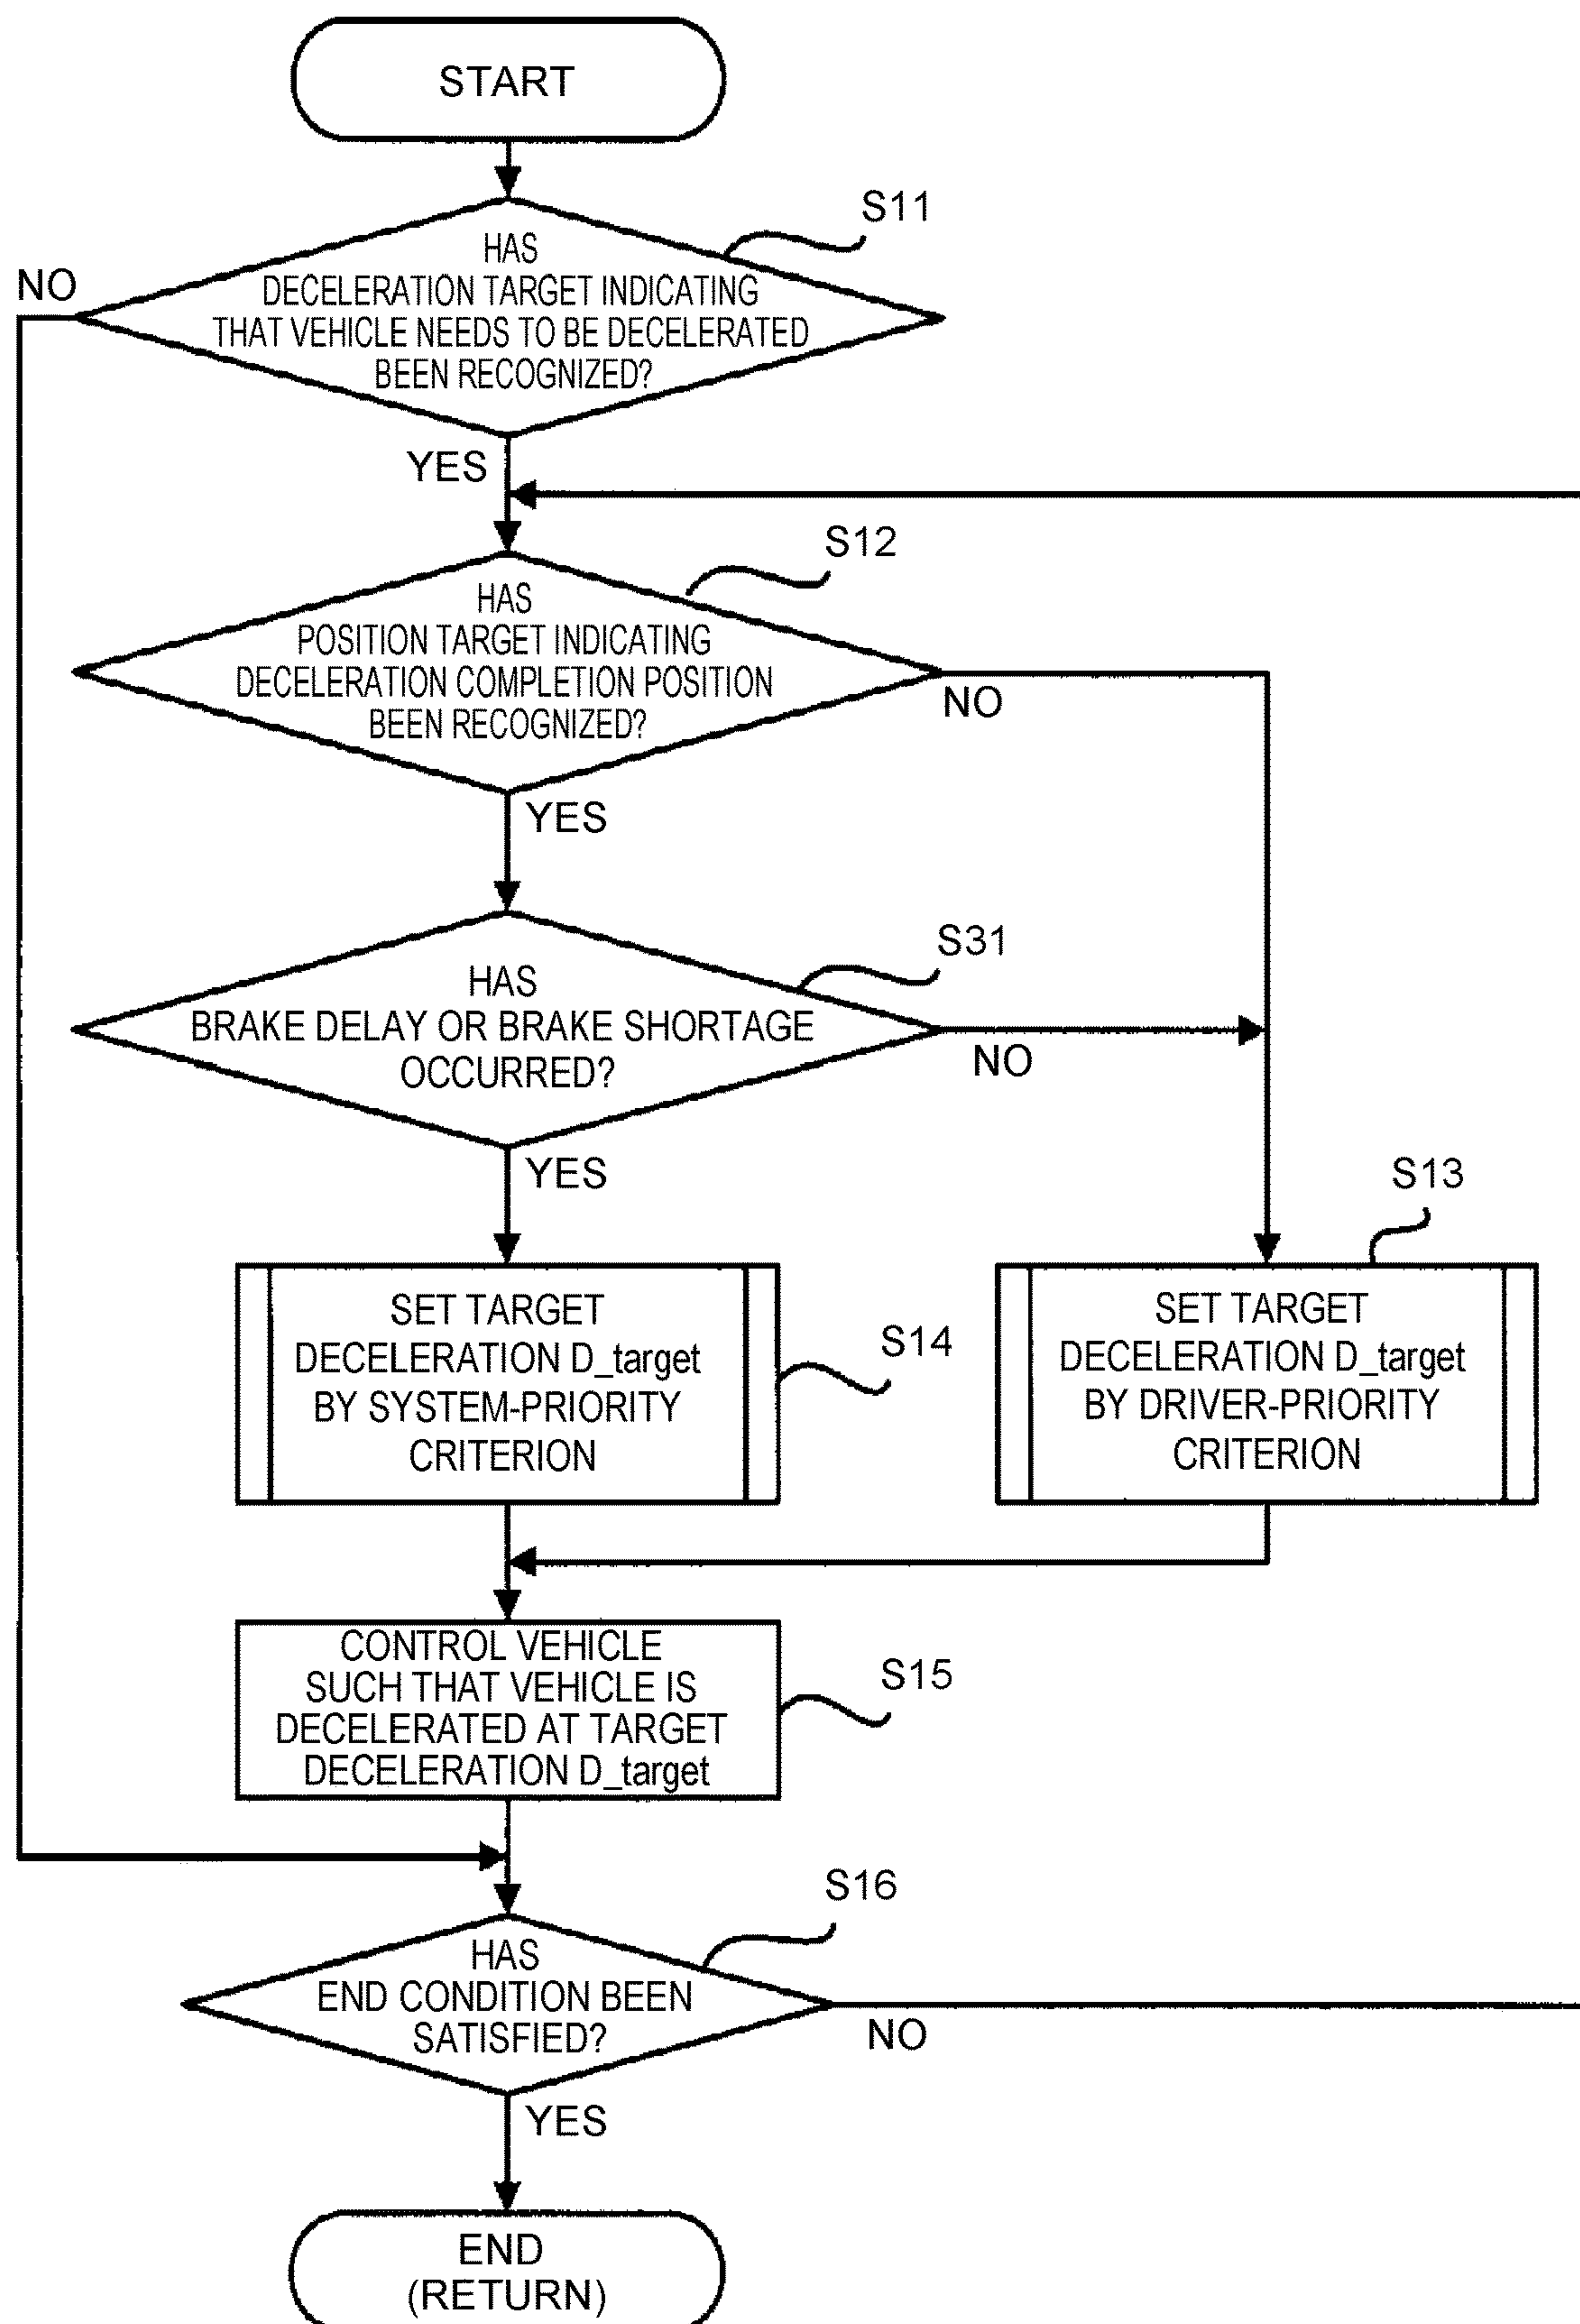 START
S11
HAS
DECELERATION TARGET INDICATING
THAT VEHICLE NEEDS TO BE DECELERATED
BEEN RECOGNIZED?
NO
YES
S12
HAS
POSITION TARGET INDICATING
DECELERATION COMPLETION POSITION
BEEN RECOGNIZED?
NO
YES
S31
HAS
BRAKE DELAY OR BRAKE SHORTAGE
OCCURRED?
NO
YES
S14
SET TARGET
DECELERATION D_target
BY SYSTEM-PRIORITY
CRITERION
S13
SET TARGET
DECELERATION D_target
BY DRIVER-PRIORITY
CRITERION
S15
CONTROL VEHICLE
SUCH THAT VEHICLE IS
DECELERATED AT TARGET
DECELERATION D_target
S16
HAS
END CONDITION BEEN
SATISFIED?
NO
YES
END
(RETURN)